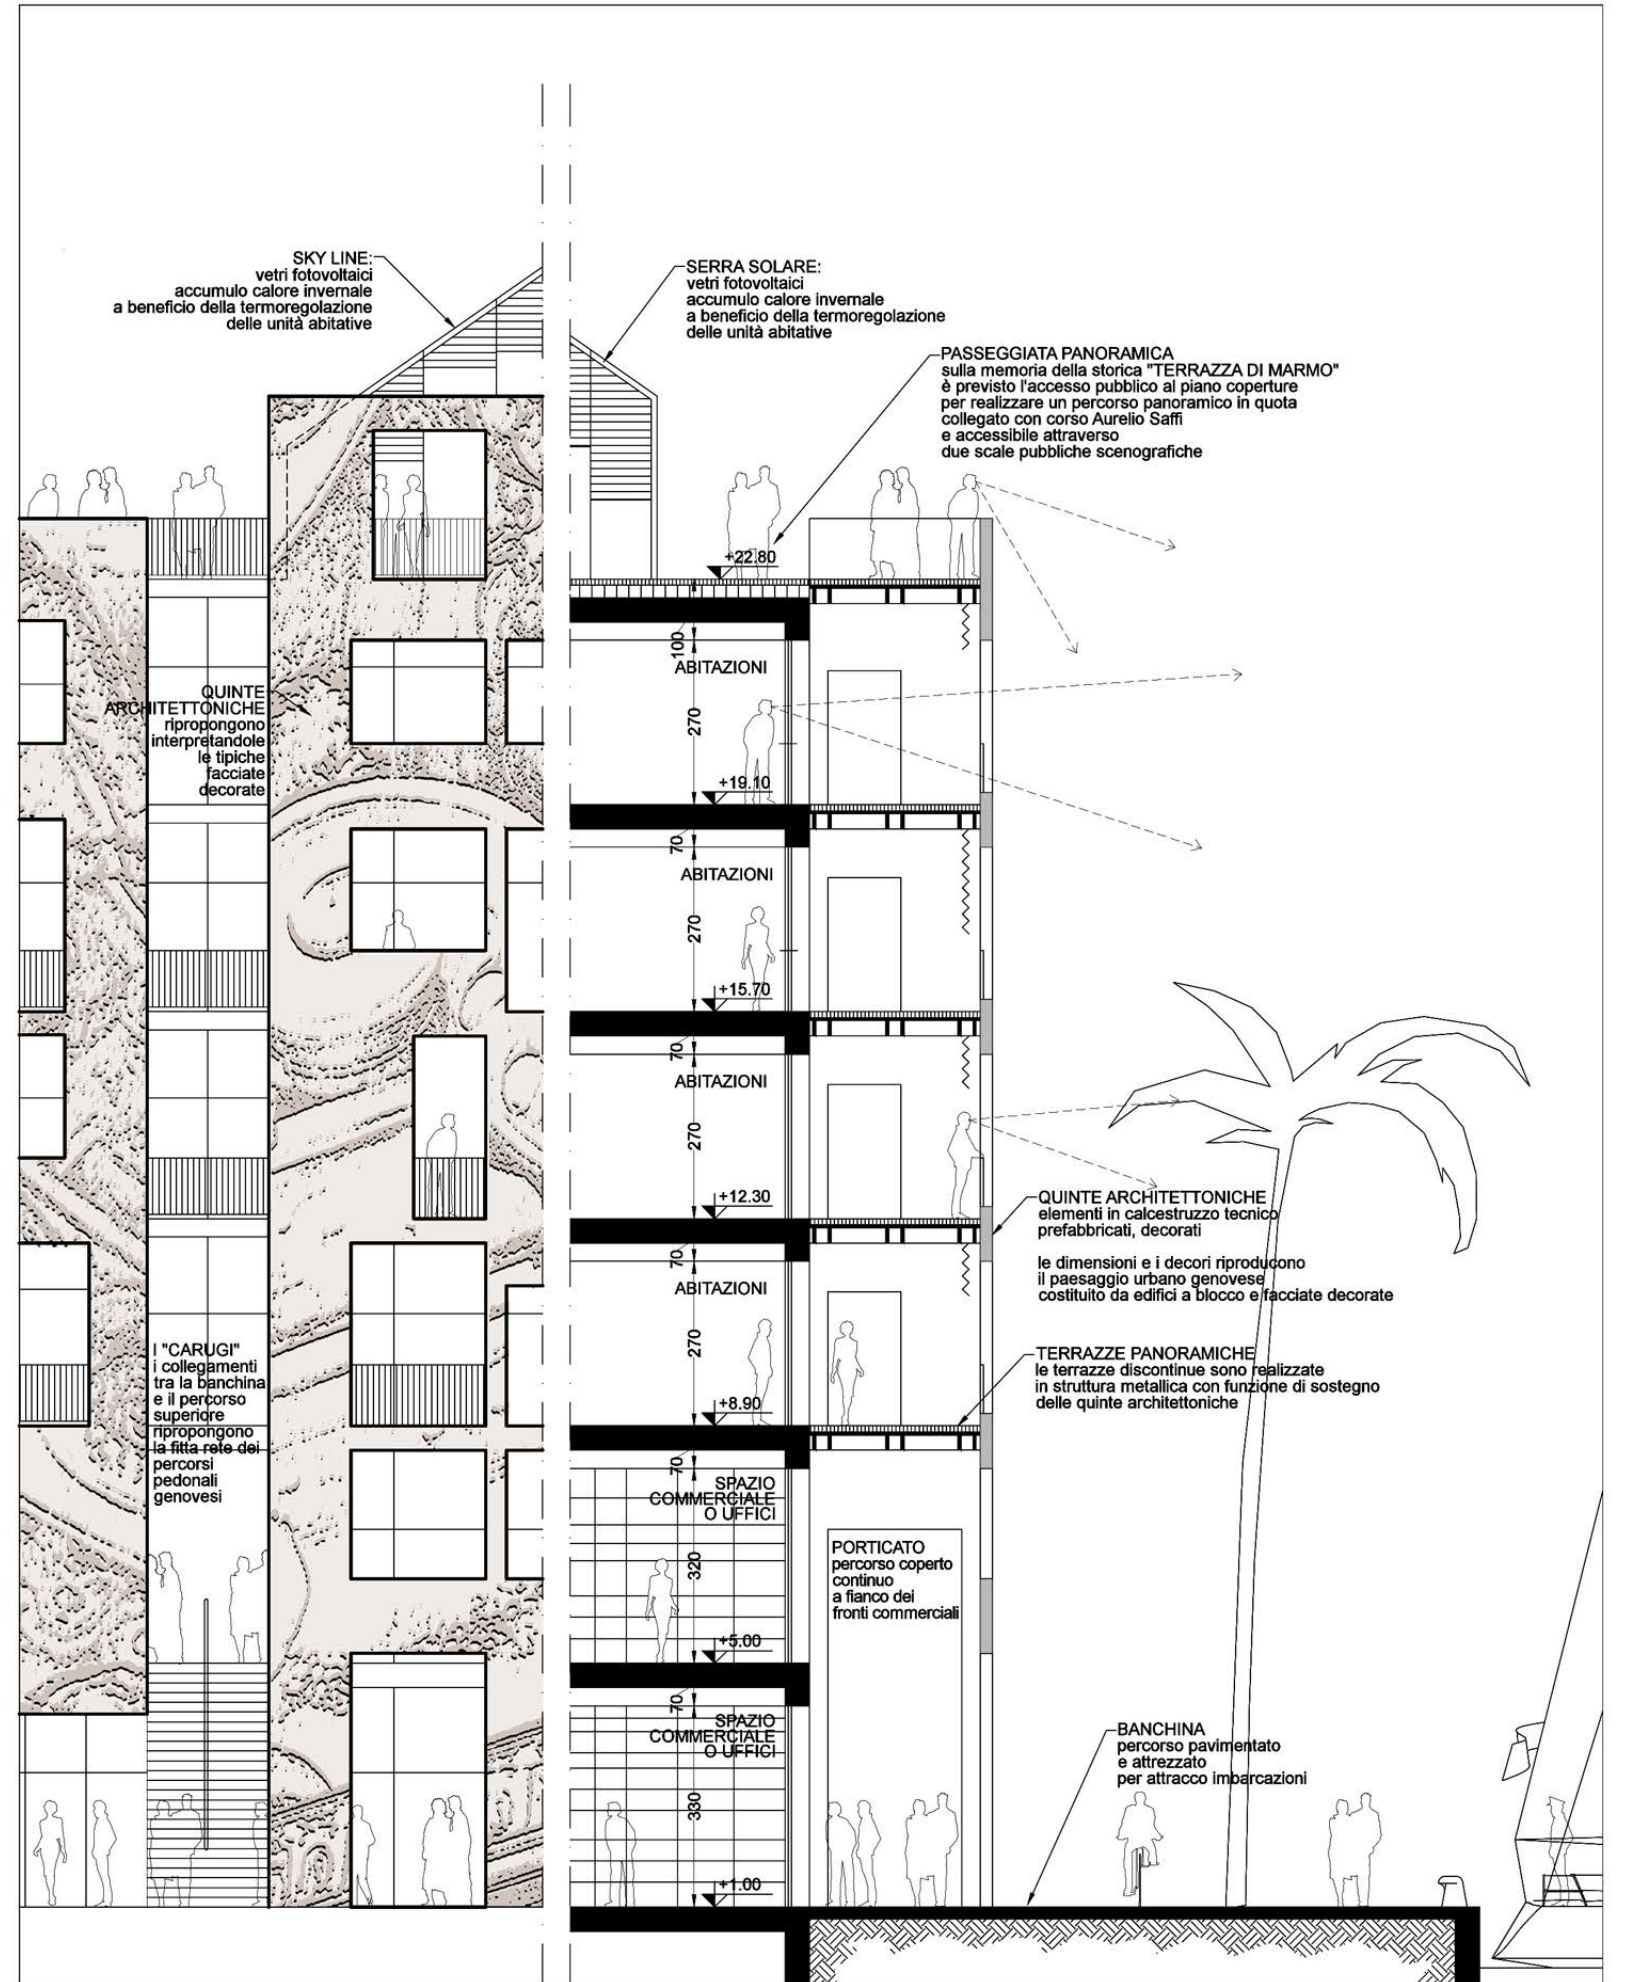 SKY LINE:
vetri fotovoltaici
accumulo calore invernale
a beneficio della termoregolazione
delle unità abitative
SERRA SOLARE:
vetri fotovoltaici
accumulo calore invernale
a beneficio della termoregolazione
delle unità abitative
PASSEGGIATA PANORAMICA
sulla memoria della storica "TERRAZZA DI MARMO"
è previsto l'accesso pubblico al piano coperture
per realizzare un percorso panoramico in quota
collegato con corso Aurelio Saffi
e accessibile attraverso
due scale pubbliche scenografiche
+22.80
100
ABITAZIONI
270
+19.10
QUINTE
ARCHITETTONICHE
ripropongono
interpretandole
le tipiche
facciate
decorate
70
ABITAZIONI
270
+15.70
70
ABITAZIONI
270
+12.30
QUINTE ARCHITETTONICHE
elementi in calcestruzzo tecnico
prefabbricati, decorati
le dimensioni e i decori riproducono
il paesaggio urbano genovese
costituito da edifici a blocco e facciate decorate
70
ABITAZIONI
270
+8.90
TERRAZZE PANORAMICHE
le terrazze discontinue sono realizzate
in struttura metallica con funzione di sostegno
delle quinte architettoniche
I "CARUGI"
i collegamenti
tra la banchina
e il percorso
superiore
ripropongono
la fitta rete dei
percorsi
pedonali
genovesi
70
SPAZIO
COMMERCIALE
O UFFICI
320
+5.00
PORTICATO
percorso coperto
continuo
a fianco dei
fronti commerciali
70
SPAZIO
COMMERCIALE
O UFFICI
330
+1.00
BANCHINA
percorso pavimentato
e attrezzato
per attracco imbarcazioni